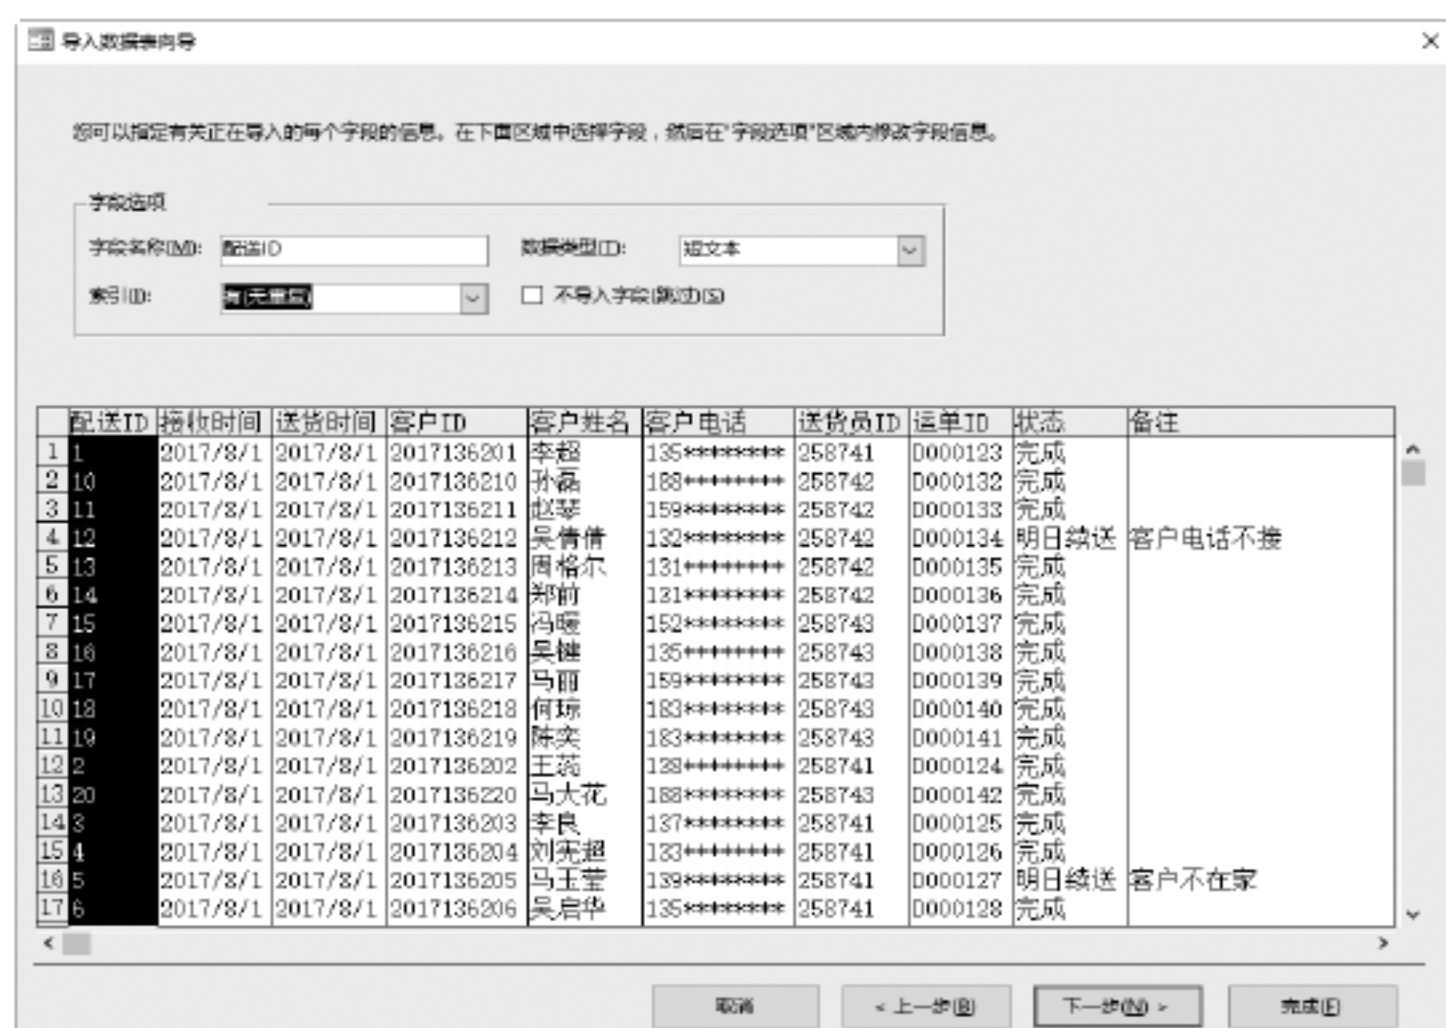 导入数据表向导
您可以指定有关正在导入的每个字段的信息。在下面区域中选择字段，然后在"字段选项"区域内修改字段信息。
字段选项
字段名称(M): 配送ID 数据类型(T): 短文本
索引(I): 有(无重复) 不导入字段(跳过)(S)
配送ID 接收时间 送货时间 客户ID 客户姓名 客户电话 送货员ID 运单ID 状态 备注
1 1 2017/8/1 2017/8/1 2017136201 李超 135******** 258741 D000123 完成
2 10 2017/8/1 2017/8/1 2017136210 孙磊 188******** 258742 D000132 完成
3 11 2017/8/1 2017/8/1 2017136211 赵琴 159******** 258742 D000133 完成
4 12 2017/8/1 2017/8/1 2017136212 吴倩倩 132******** 258742 D000134 明日续送 客户电话不接
5 13 2017/8/1 2017/8/1 2017136213 周格尔 131******** 258742 D000135 完成
6 14 2017/8/1 2017/8/1 2017136214 郑前 131******** 258742 D000136 完成
7 15 2017/8/1 2017/8/1 2017136215 冯暖 152******** 258743 D000137 完成
8 16 2017/8/1 2017/8/1 2017136216 吴健 135******** 258743 D000138 完成
9 17 2017/8/1 2017/8/1 2017136217 马丽 159******** 258743 D000139 完成
10 18 2017/8/1 2017/8/1 2017136218 何琼 183******** 258743 D000140 完成
11 19 2017/8/1 2017/8/1 2017136219 陈奕 183******** 258743 D000141 完成
12 2 2017/8/1 2017/8/1 2017136202 王蕊 138******** 258741 D000124 完成
13 20 2017/8/1 2017/8/1 2017136220 马大花 188******** 258743 D000142 完成
14 3 2017/8/1 2017/8/1 2017136203 李良 137******** 258741 D000125 完成
15 4 2017/8/1 2017/8/1 2017136204 刘宪超 133******** 258741 D000126 完成
16 5 2017/8/1 2017/8/1 2017136205 马玉莹 139******** 258741 D000127 明日续送 客户不在家
17 6 2017/8/1 2017/8/1 2017136206 吴启华 135******** 258741 D000128 完成
取消 < 上一步(B) 下一步(N) > 完成(F)